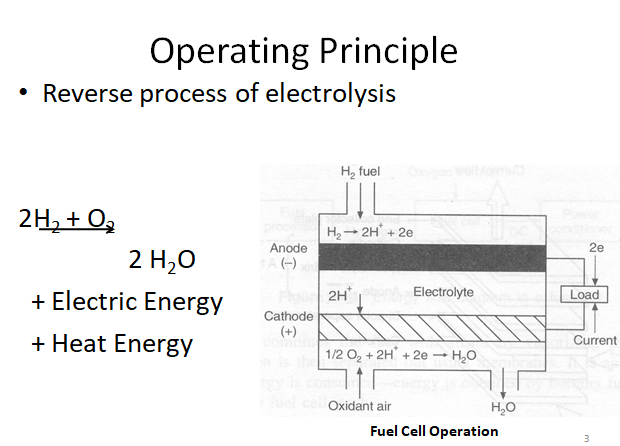 Operating Principle
• Reverse process of electrolysis
2H₂ + O₂
2 H₂O
+ Electric Energy
+ Heat Energy
H₂ fuel
H₂ → 2H⁺ + 2e
Anode
(−)
2e
2H⁺
Electrolyte
Load
Cathode
(+)
Current
1/2 O₂ + 2H⁺ + 2e → H₂O
Oxidant air
H₂O
Fuel Cell Operation
3